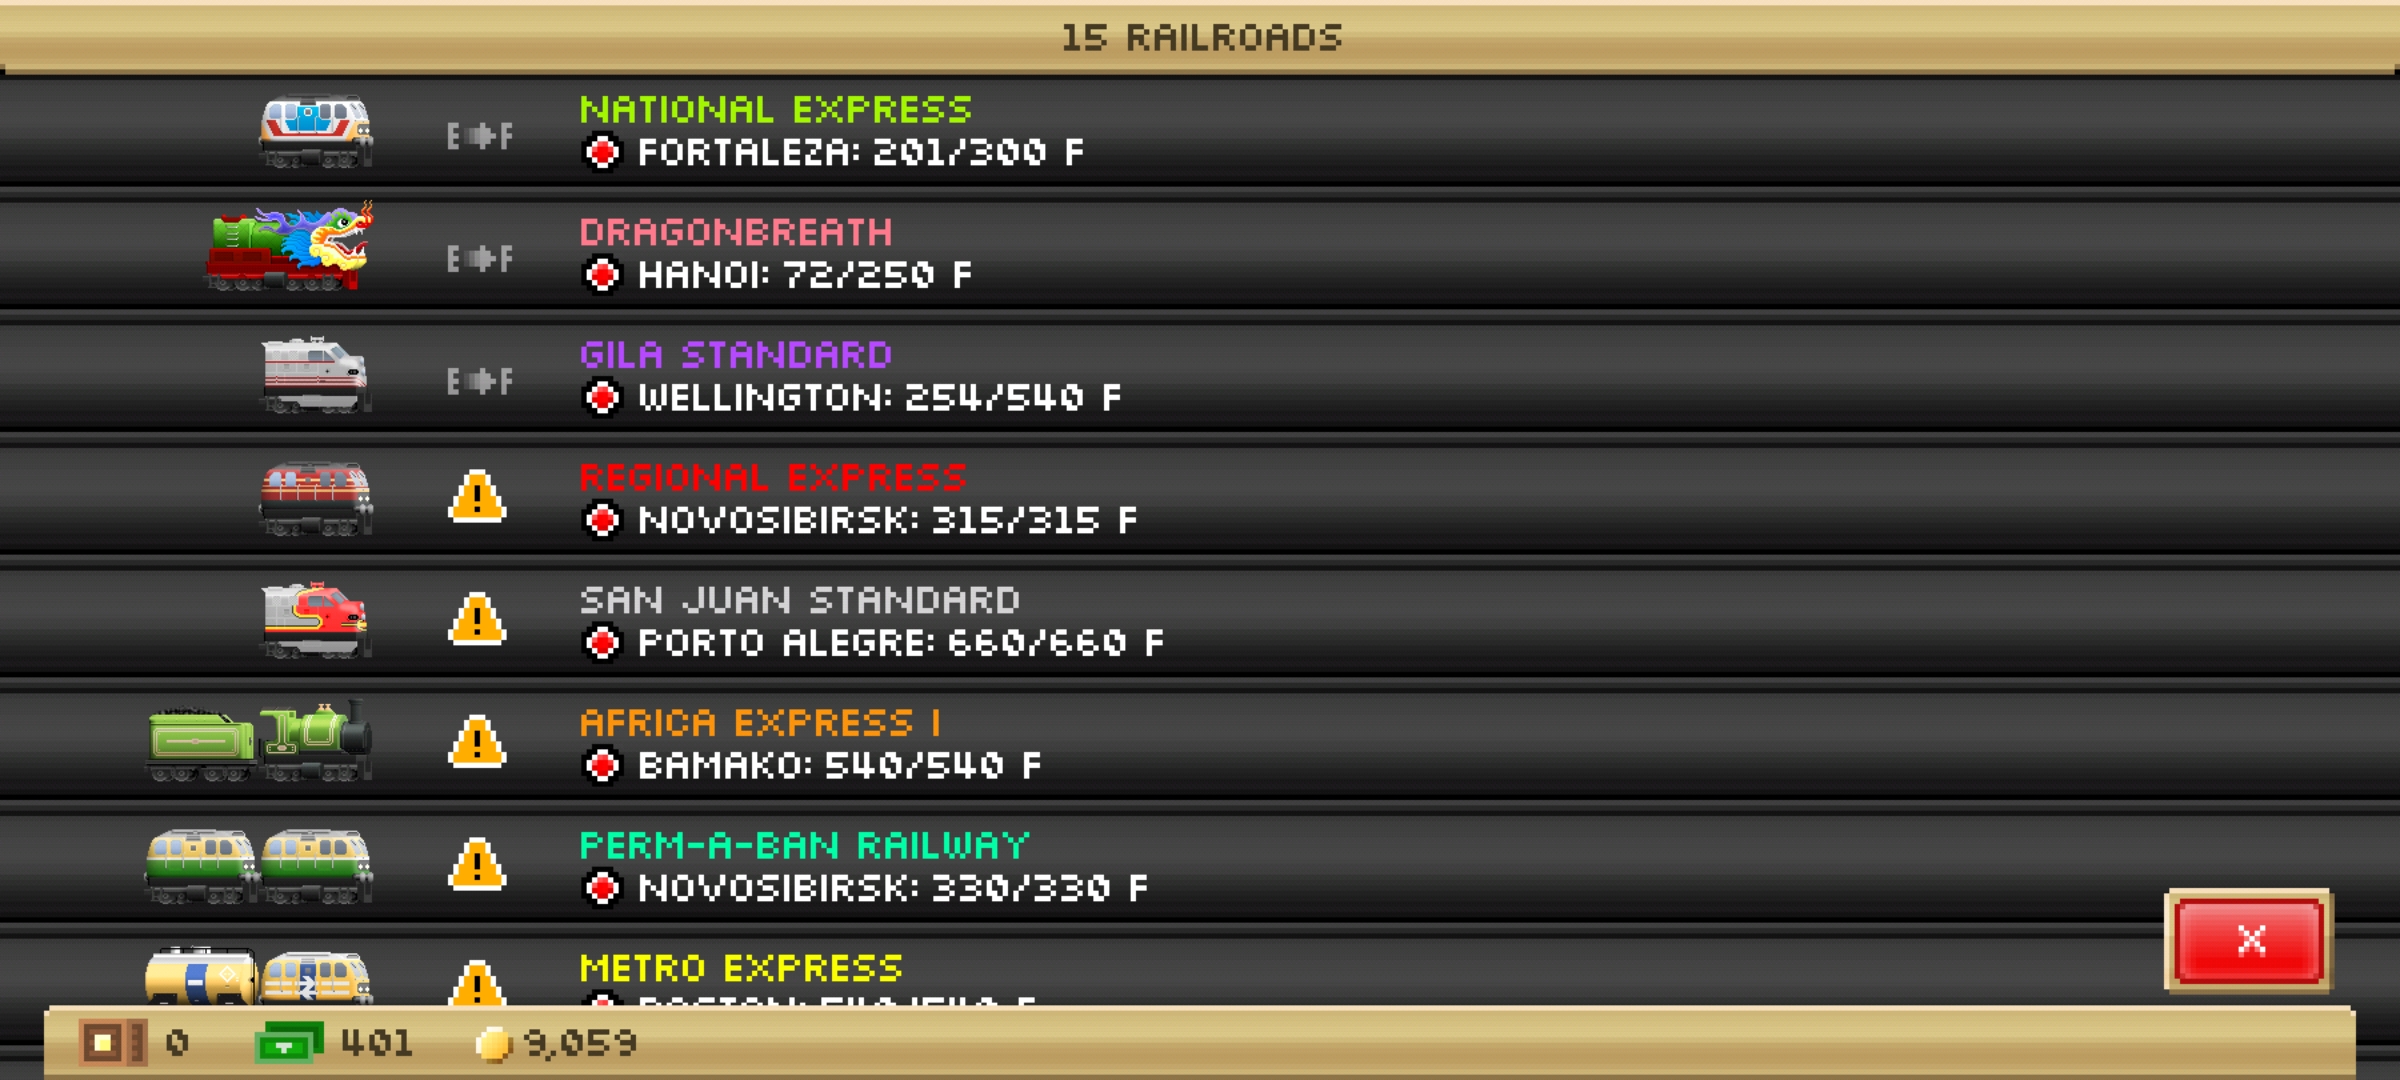 15 RAILROADS
NATIONAL EXPRESS
E F
FORTALEZA: 201/300 F
DRAGONBREATH
E F
HANOI: 72/250 F
GILA STANDARD
E F
WELLINGTON: 254/540 F
REGIONAL EXPRESS
NOVOSIBIRSK: 315/315 F
SAN JUAN STANDARD
PORTO ALEGRE: 660/660 F
AFRICA EXPRESS I
BAMAKO: 540/540 F
PERM-A-BAN RAILWAY
NOVOSIBIRSK: 330/330 F
METRO EXPRESS
X
0 401 9,059